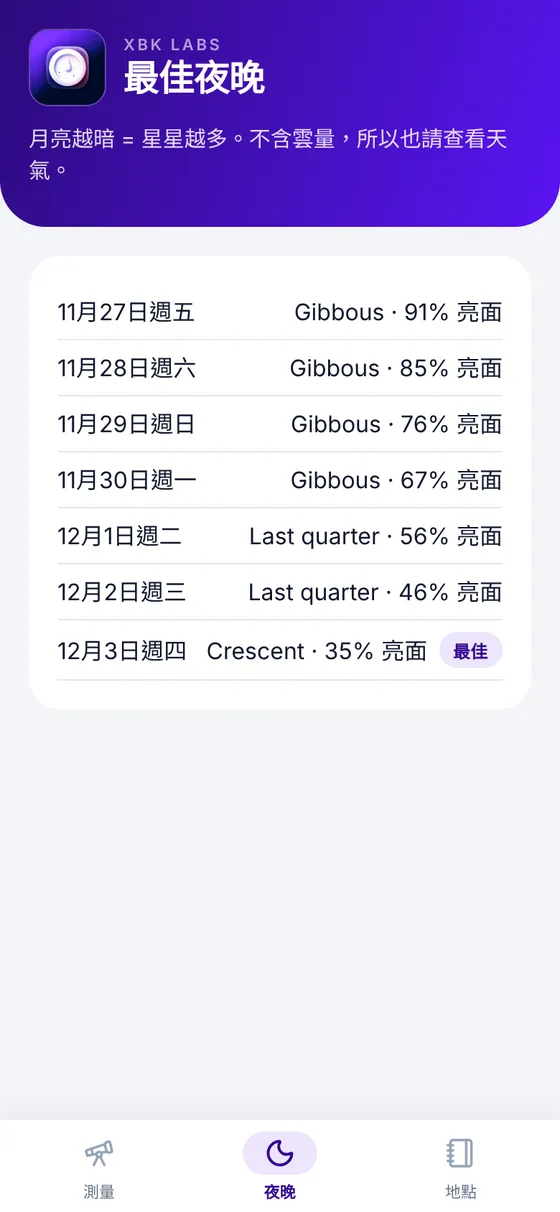 XBK LABS
最佳夜晚
月亮越暗 = 星星越多。不含雲量，所以也請查看天
氣。
11月27日週五 Gibbous · 91% 亮面
11月28日週六 Gibbous · 85% 亮面
11月29日週日 Gibbous · 76% 亮面
11月30日週一 Gibbous · 67% 亮面
12月1日週二 Last quarter · 56% 亮面
12月2日週三 Last quarter · 46% 亮面
12月3日週四 Crescent · 35% 亮面 最佳
測量 夜晚 地點